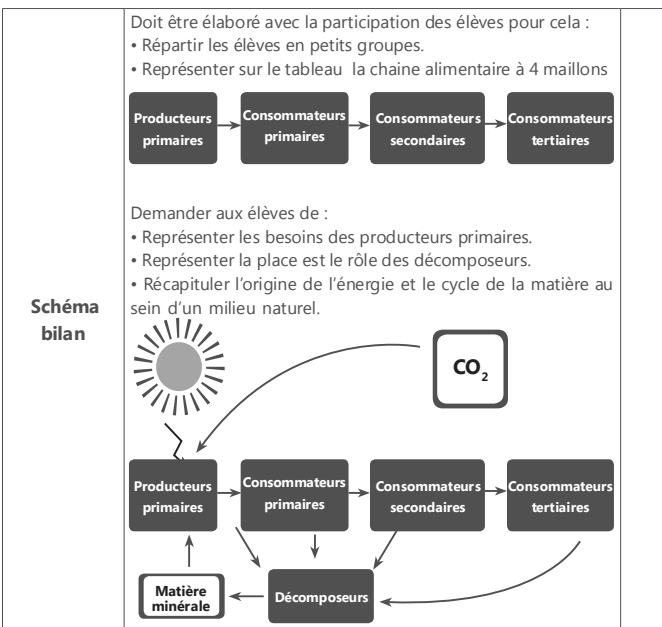 Doit être élaboré avec la participation des élèves pour cela :
• Répartir les élèves en petits groupes.
• Représenter sur le tableau la chaine alimentaire à 4 maillons
Producteurs
primaires
Consommateurs
primaires
Consommateurs
secondaires
Consommateurs
tertiaires
Schéma
bilan
Demander aux élèves de :
• Représenter les besoins des producteurs primaires.
• Représenter la place est le rôle des décomposeurs.
• Récapituler l'origine de l'énergie et le cycle de la matière au
sein d'un milieu naturel.
CO₂
Producteurs
primaires
Consommateurs
primaires
Consommateurs
secondaires
Consommateurs
tertiaires
Matière
minérale
Décomposeurs